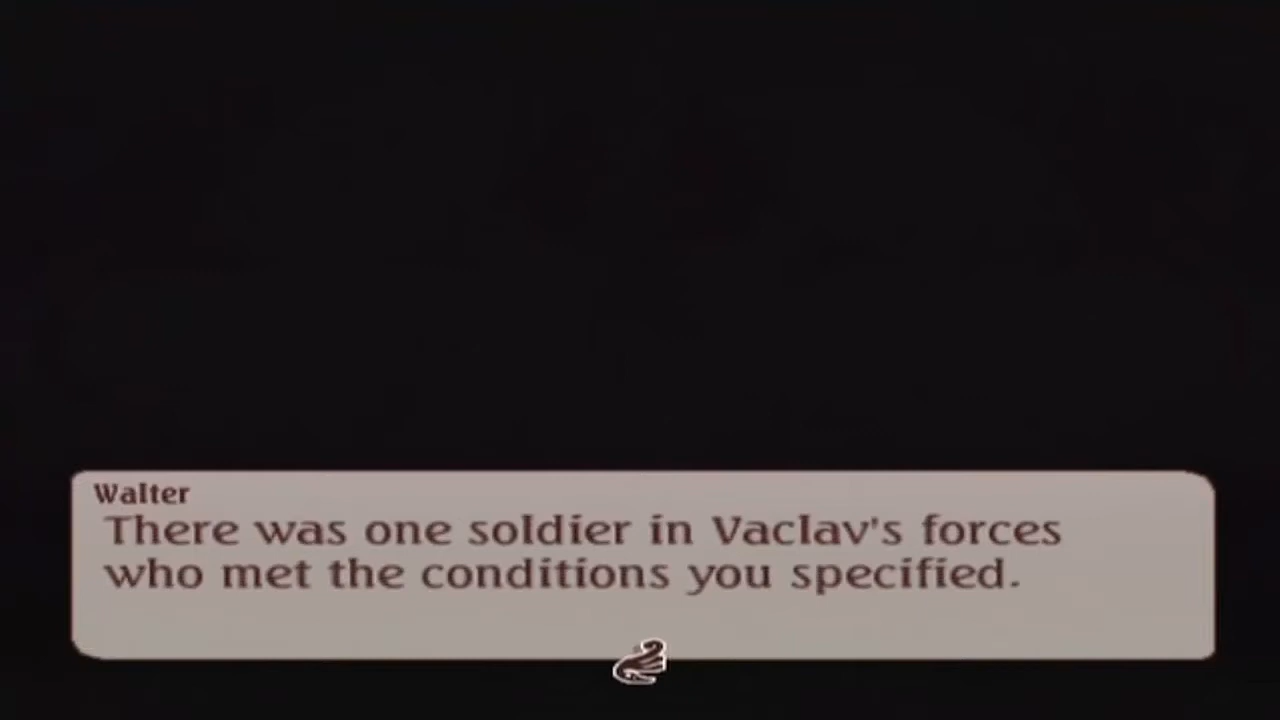 Walter
There was one soldier in Vaclav's forces
who met the conditions you specified.